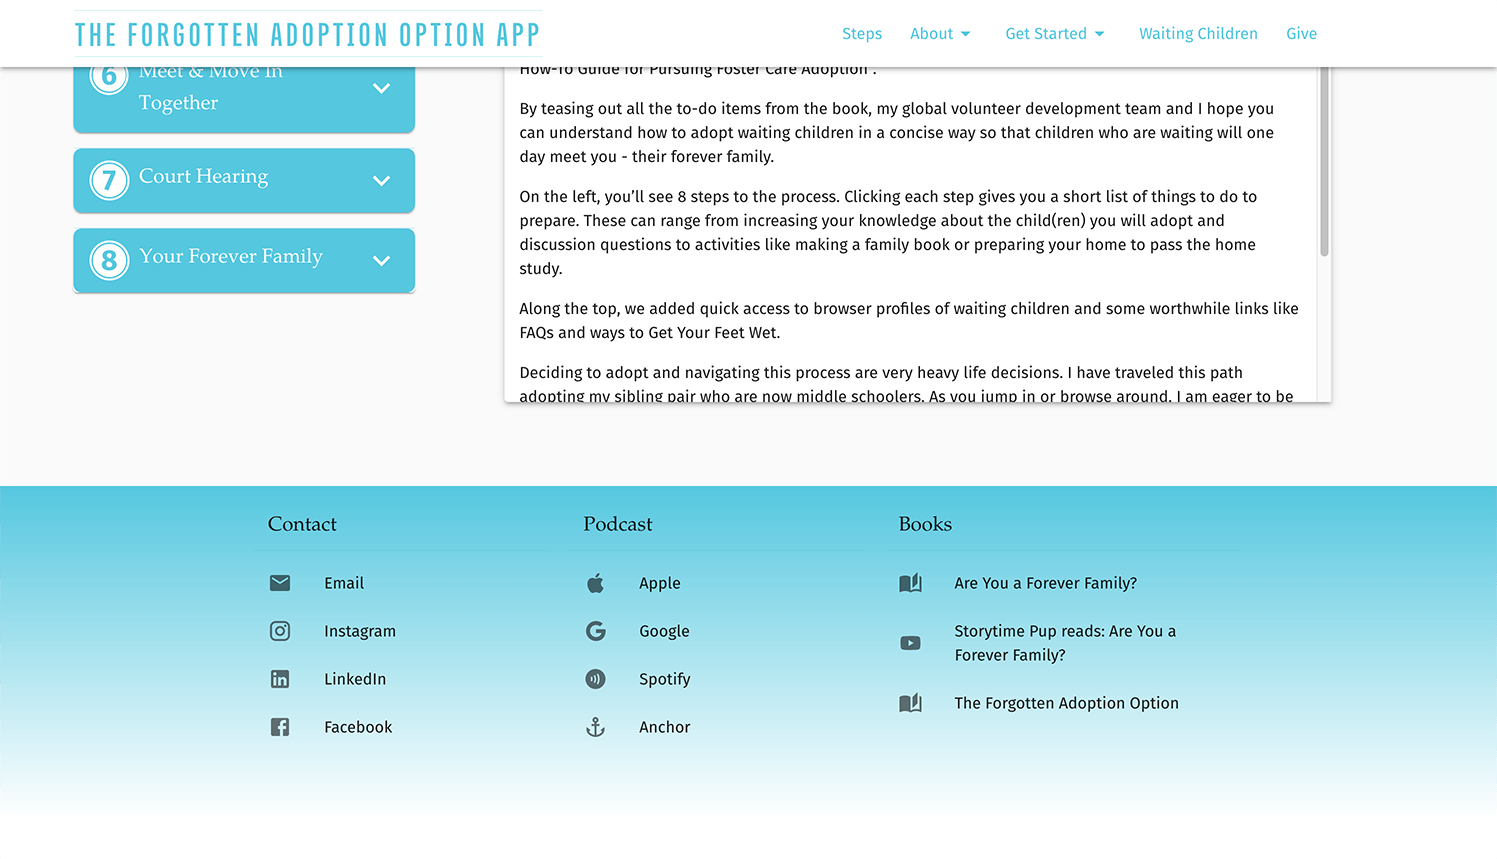 THE FORGOTTEN ADOPTION OPTION APP
Steps
About
Get Started
Waiting Children
Give
6
Meet & Move In
Together
7
Court Hearing
8
Your Forever Family
How-To Guide for Pursuing Foster Care Adoption".
By teasing out all the to-do items from the book, my global volunteer development team and I hope you
can understand how to adopt waiting children in a concise way so that children who are waiting will one
day meet you - their forever family.
On the left, you’ll see 8 steps to the process. Clicking each step gives you a short list of things to do to
prepare. These can range from increasing your knowledge about the child(ren) you will adopt and
discussion questions to activities like making a family book or preparing your home to pass the home
study.
Along the top, we added quick access to browser profiles of waiting children and some worthwhile links like
FAQs and ways to Get Your Feet Wet.
Deciding to adopt and navigating this process are very heavy life decisions. I have traveled this path
adopting my sibling pair who are now middle schoolers. As you jump in or browse around, I am eager to be
Contact
Email
Instagram
LinkedIn
Facebook
Podcast
Apple
Google
Spotify
Anchor
Books
Are You a Forever Family?
Storytime Pup reads: Are You a
Forever Family?
The Forgotten Adoption Option